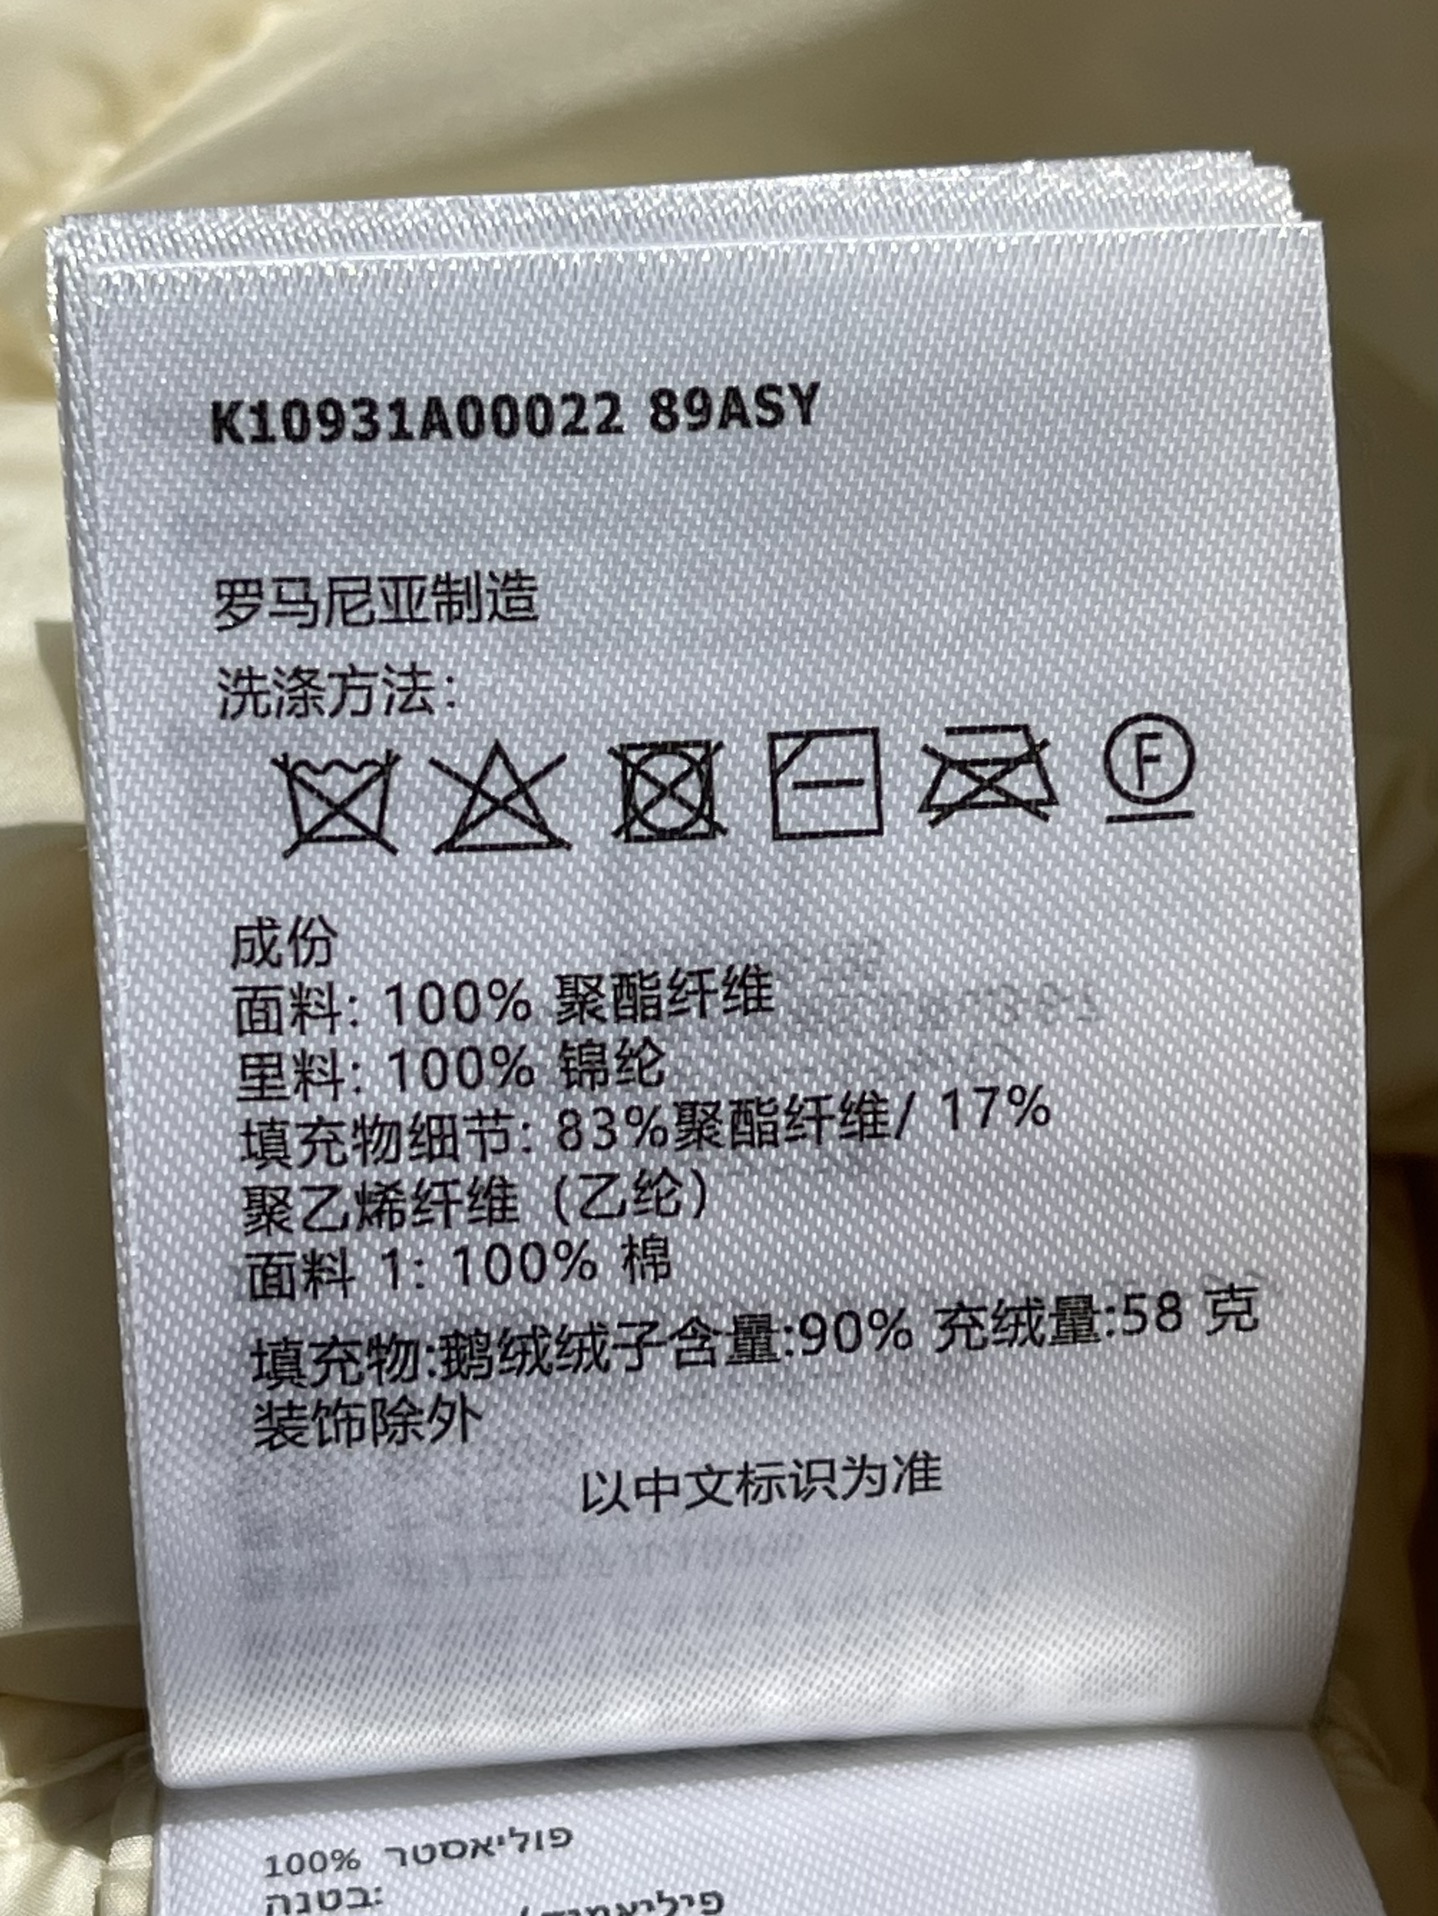 K10931A00022 89ASY
罗马尼亚制造
洗涤方法:
F
成份
面料: 100% 聚酯纤维
里料: 100% 锦纶
填充物细节: 83%聚酯纤维/ 17%
聚乙烯纤维（乙纶）
面料 1: 100% 棉
填充物:鹅绒绒子含量:90% 充绒量:58 克
装饰除外
以中文标识为准
100% פוליאסטר
בטנה: